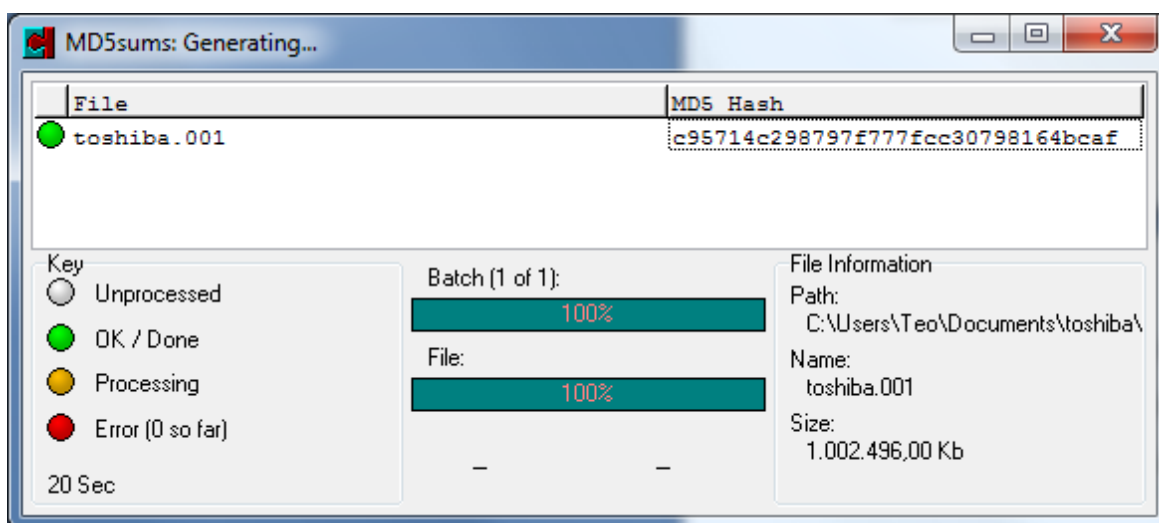 MD5sums: Generating...
File MD5 Hash
toshiba.001 c95714c298797f777fcc30798164bcaf
Key
Unprocessed
OK / Done
Processing
Error (0 so far)
20 Sec
Batch (1 of 1):
100%
File:
100%
File Information
Path:
C:\Users\Teo\Documents\toshiba\
Name:
toshiba.001
Size:
1.002.496,00 Kb